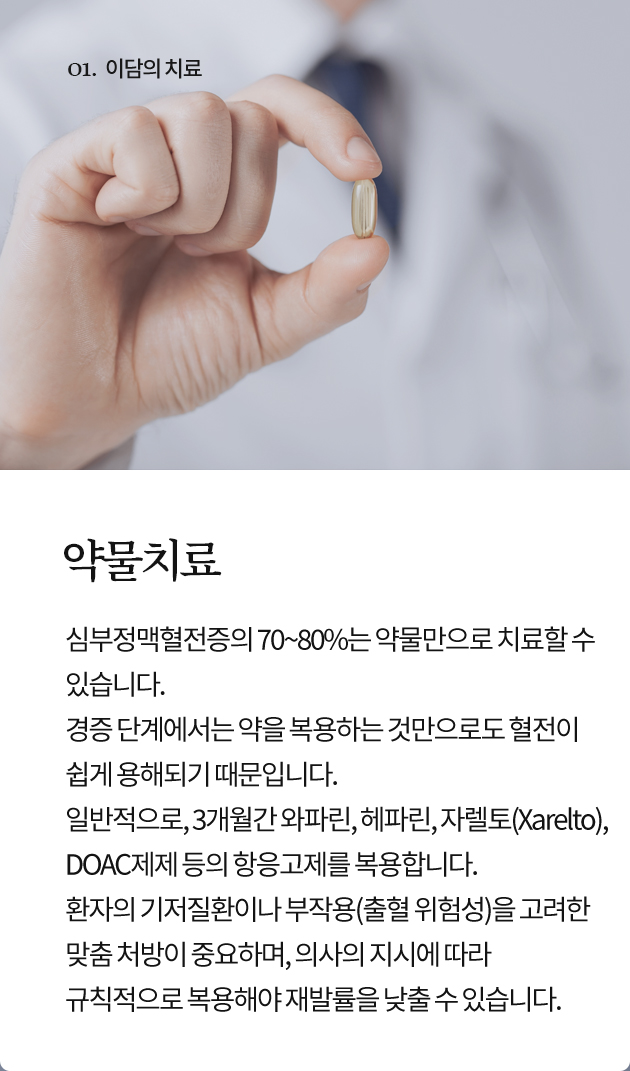 01. 이담의 치료
약물치료
심부정맥혈전증의 70~80%는 약물만으로 치료할 수
있습니다.
경증 단계에서는 약을 복용하는 것만으로도 혈전이
쉽게 용해되기 때문입니다.
일반적으로, 3개월간 와파린, 헤파린, 자렐토(Xarelto),
DOAC제제 등의 항응고제를 복용합니다.
환자의 기저질환이나 부작용(출혈 위험성)을 고려한
맞춤 처방이 중요하며, 의사의 지시에 따라
규칙적으로 복용해야 재발률을 낮출 수 있습니다.